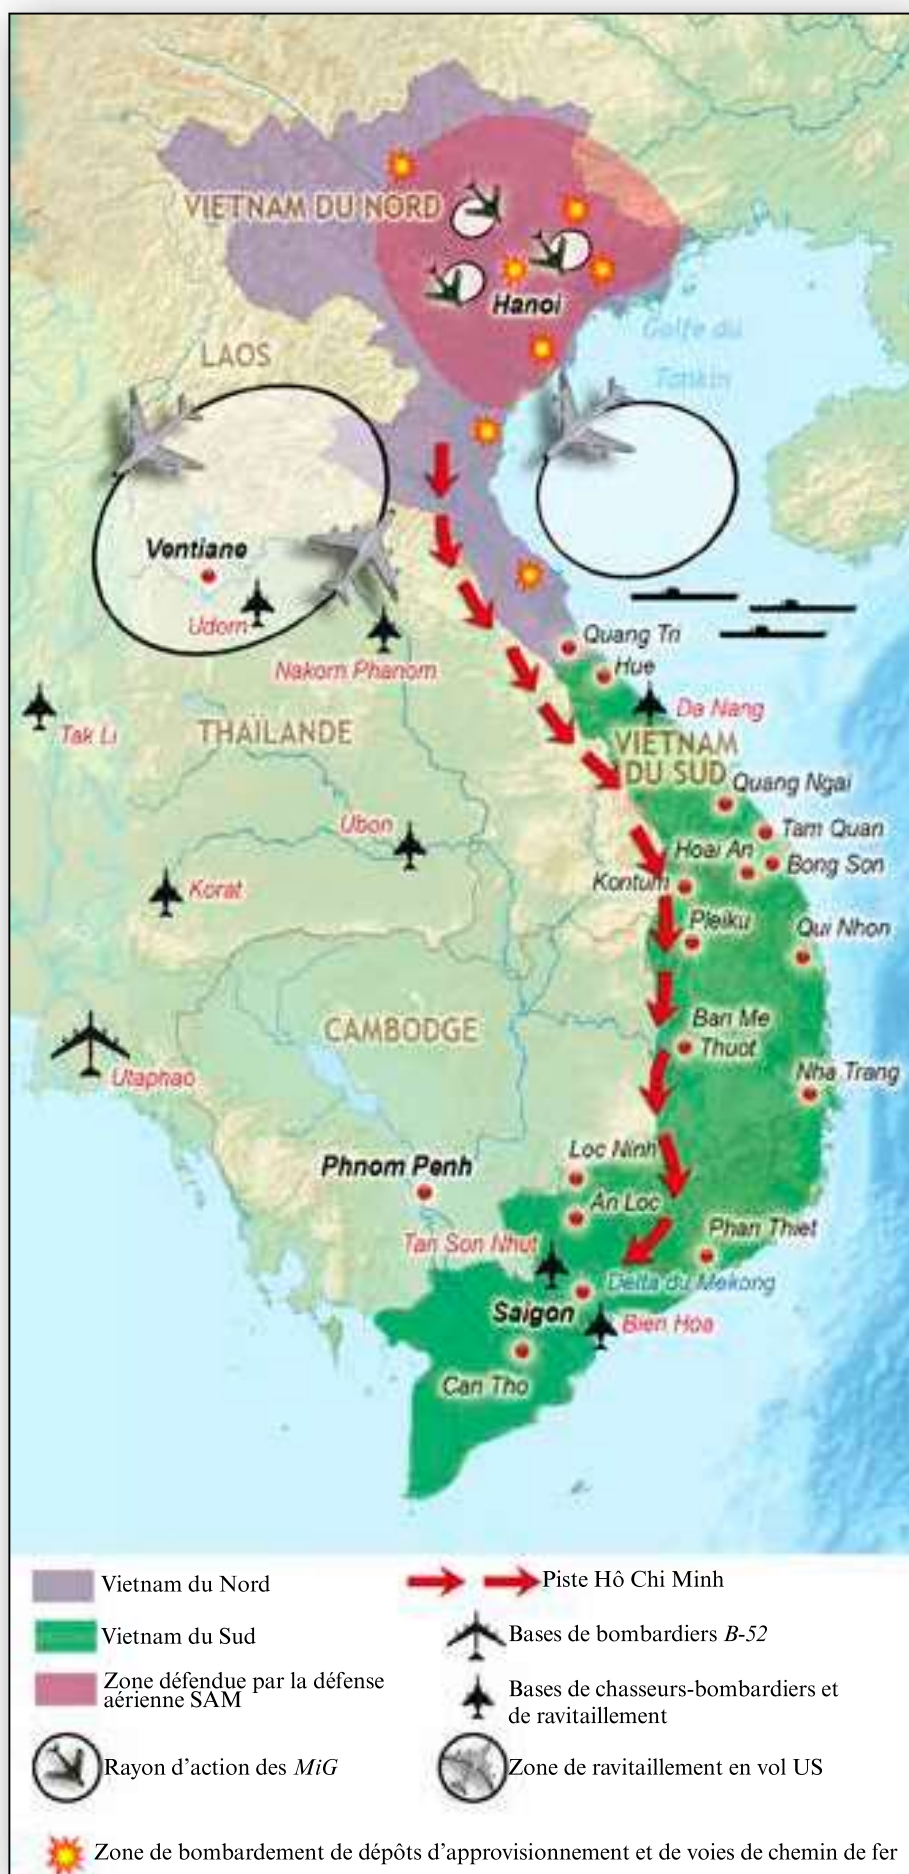 VIETNAM DU NORD
Hanoi
Golfe du
Tonkin
LAOS
Ventiane
Udorn
Nakorn Phanom
Quang Tri
Hue
Da Nang
Tak Li
THAÏLANDE
VIETNAM
DU SUD
Quang Ngai
Ubon
Tam Quan
Hoai An
Bong Son
Korat
Kontum
Pleiku
Qui Nhon
CAMBODGE
Ban Me
Thuot
Utaphao
Nha Trang
Loc Ninh
Phnom Penh
An Loc
Phan Thiet
Tan Son Nhut
Delta du Mekong
Saigon
Bien Hoa
Can Tho
Vietnam du Nord
Vietnam du Sud
Zone défendue par la défense
aérienne SAM
Rayon d'action des MiG
Piste Hô Chi Minh
Bases de bombardiers B-52
Bases de chasseurs-bombardiers et
de ravitaillement
Zone de ravitaillement en vol US
Zone de bombardement de dépôts d'approvisionnement et de voies de chemin de fer